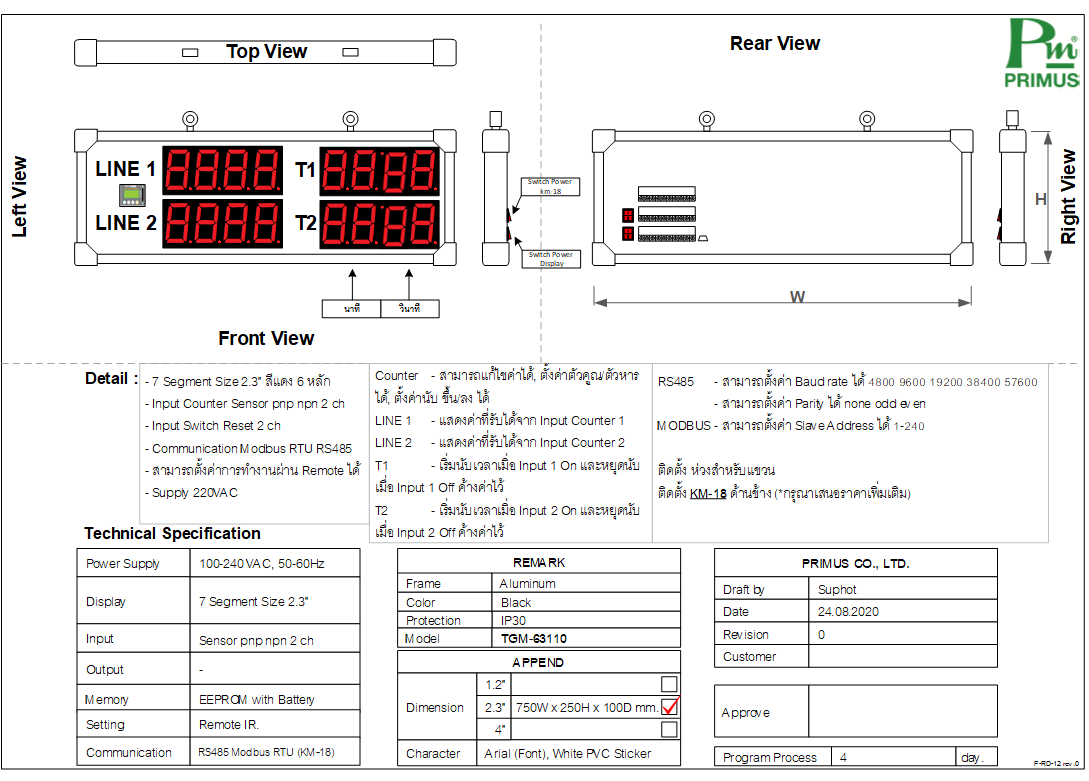 Top View
Rear View
Pm®
PRIMUS
Left View
LINE 1
T1
LINE 2
T2
Switch Power
km-18
Switch Power
Display
H
Right View
W
นาที
วินาที
Front View
Detail :
- 7 Segment Size 2.3" สีแดง 6 หลัก
- Input Counter Sensor pnp npn 2 ch
- Input Switch Reset 2 ch
- Communication Modbus RTU RS485
- สามารถตั้งค่าการทำงานผ่าน Remote ได้
- Supply 220VAC
Counter - สามารถแก้ไขค่าได้, ตั้งค่าตัวคูณ/ตัวหาร
ได้, ตั้งค่านับ ขึ้น/ลง ได้
LINE 1 - แสดงค่าที่รับได้จาก Input Counter 1
LINE 2 - แสดงค่าที่รับได้จาก Input Counter 2
T1 - เริ่มนับเวลาเมื่อ Input 1 On และหยุดนับ
เมื่อ Input 1 Off ค้างค่าไว้
T2 - เริ่มนับเวลาเมื่อ Input 2 On และหยุดนับ
เมื่อ Input 2 Off ค้างค่าไว้
RS485 - สามารถตั้งค่า Baud rate ได้ 4800 9600 19200 38400 57600
- สามารถตั้งค่า Parity ได้ none odd even
MODBUS - สามารถตั้งค่า Slave Address ได้ 1-240
ติดตั้ง ห่วงสำหรับแขวน
ติดตั้ง KM-18 ด้านข้าง (*กรุณาเสนอราคาเพิ่มเติม)
Technical Specification
Power Supply 100-240VAC, 50-60Hz
Display 7 Segment Size 2.3"
Input Sensor pnp npn 2 ch
Output -
Memory EEPROM with Battery
Setting Remote IR.
Communication RS485 Modbus RTU (KM-18)
REMARK
Frame Aluminum
Color Black
Protection IP30
Model TGM-63110
APPEND
Dimension
1.2"
2.3" 750W x 250H x 100D mm.
4"
Character Arial (Font), White PVC Sticker
PRIMUS CO., LTD.
Draft by Suphot
Date 24.08.2020
Revision 0
Customer
Approve
Program Process 4 day.
F-RD-12 rev .0